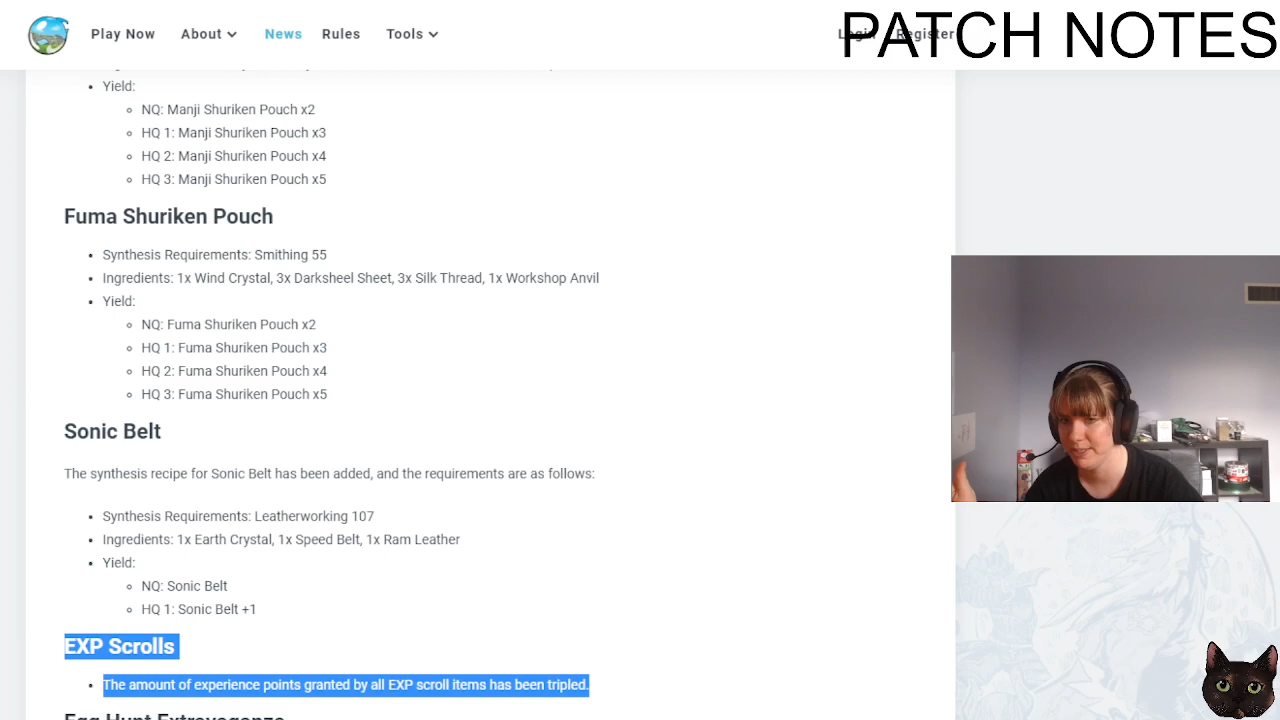 Play Now About News Rules Tools Login Register
PATCH NOTES
Yield:
NQ: Manji Shuriken Pouch x2
HQ 1: Manji Shuriken Pouch x3
HQ 2: Manji Shuriken Pouch x4
HQ 3: Manji Shuriken Pouch x5
Fuma Shuriken Pouch
Synthesis Requirements: Smithing 55
Ingredients: 1x Wind Crystal, 3x Darksheel Sheet, 3x Silk Thread, 1x Workshop Anvil
Yield:
NQ: Fuma Shuriken Pouch x2
HQ 1: Fuma Shuriken Pouch x3
HQ 2: Fuma Shuriken Pouch x4
HQ 3: Fuma Shuriken Pouch x5
Sonic Belt
The synthesis recipe for Sonic Belt has been added, and the requirements are as follows:
Synthesis Requirements: Leatherworking 107
Ingredients: 1x Earth Crystal, 1x Speed Belt, 1x Ram Leather
Yield:
NQ: Sonic Belt
HQ 1: Sonic Belt +1
EXP Scrolls
The amount of experience points granted by all EXP scroll items has been tripled.
Egg Hunt Extravaganza